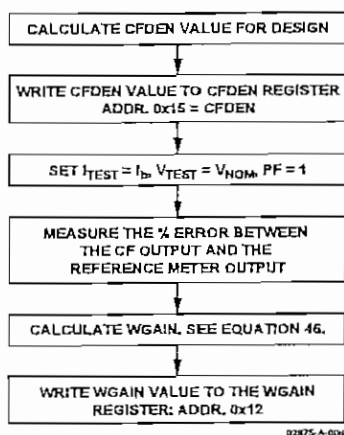 CALCULATE CFDEN VALUE FOR DESIGN
WRITE CFDEN VALUE TO CFDEN REGISTER
ADDR. 0x15 = CFDEN
SET ITEST = Ib, VTEST = VNOM, PF = 1
MEASURE THE % ERROR BETWEEN
THE CF OUTPUT AND THE
REFERENCE METER OUTPUT
CALCULATE WGAIN. SEE EQUATION 46.
WRITE WGAIN VALUE TO THE WGAIN
REGISTER: ADDR. 0x12